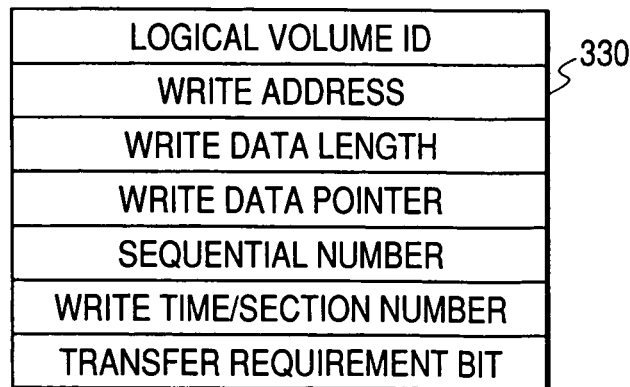 LOGICAL VOLUME ID
330
WRITE ADDRESS
WRITE DATA LENGTH
WRITE DATA POINTER
SEQUENTIAL NUMBER
WRITE TIME/SECTION NUMBER
TRANSFER REQUIREMENT BIT